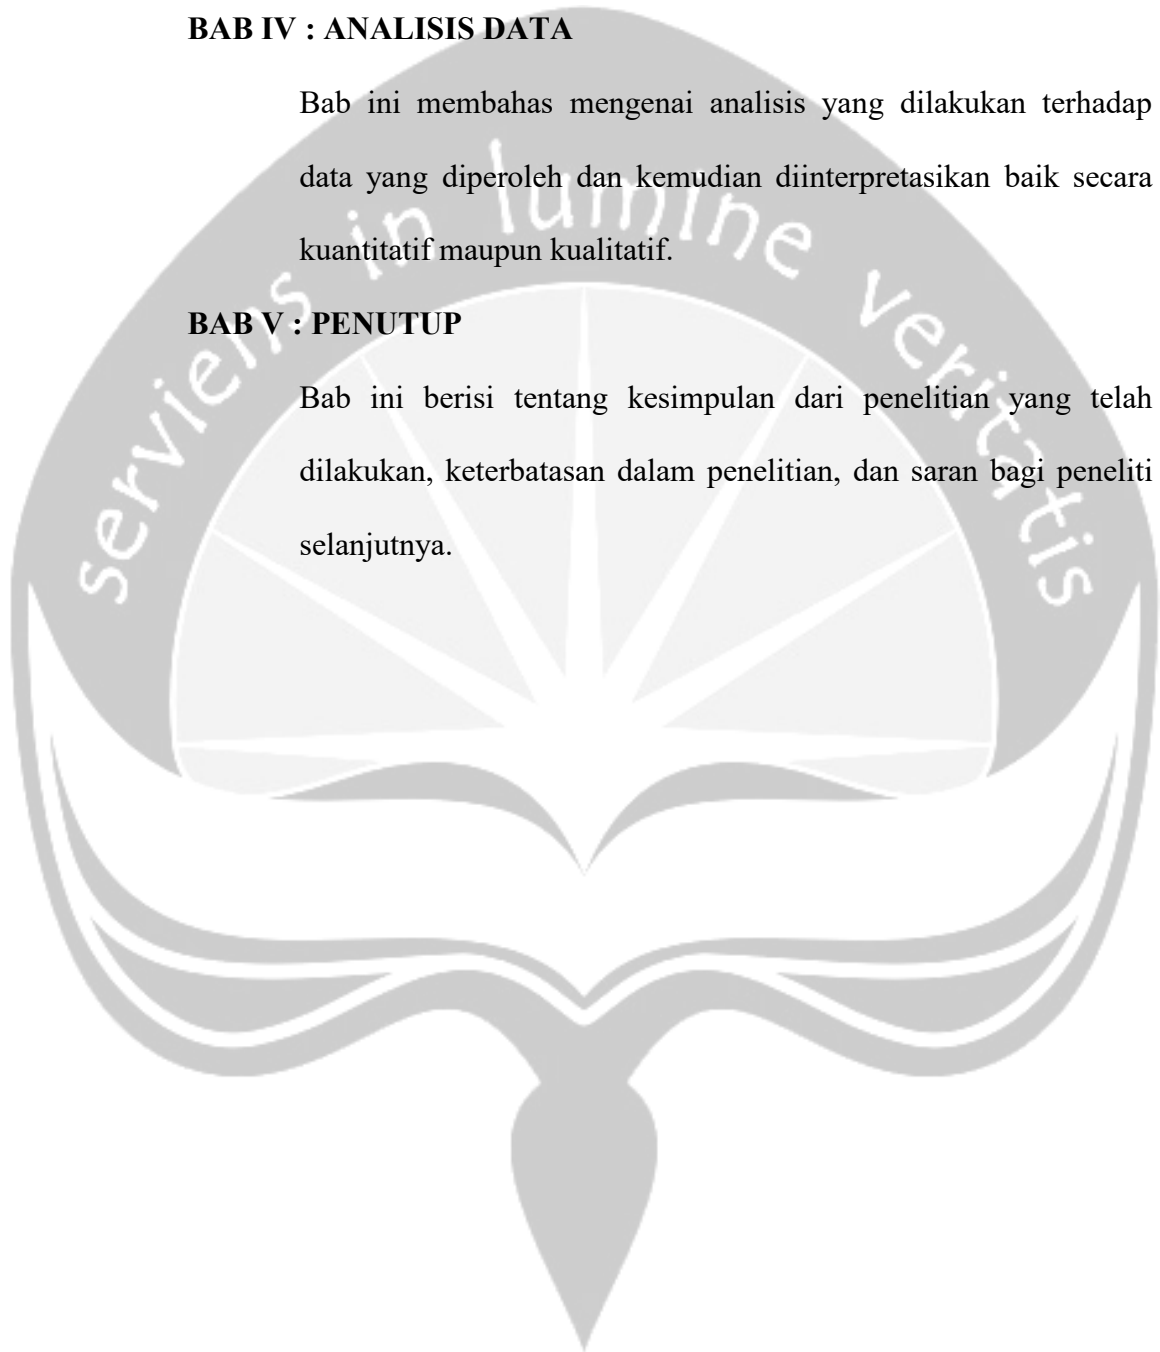 BAB IV : ANALISIS DATA
Bab ini membahas mengenai analisis yang dilakukan terhadap
data yang diperoleh dan kemudian diinterpretasikan baik secara
kuantitatif maupun kualitatif.
BAB V : PENUTUP
Bab ini berisi tentang kesimpulan dari penelitian yang telah
dilakukan, keterbatasan dalam penelitian, dan saran bagi peneliti
selanjutnya.
serviens in lumine veritatis